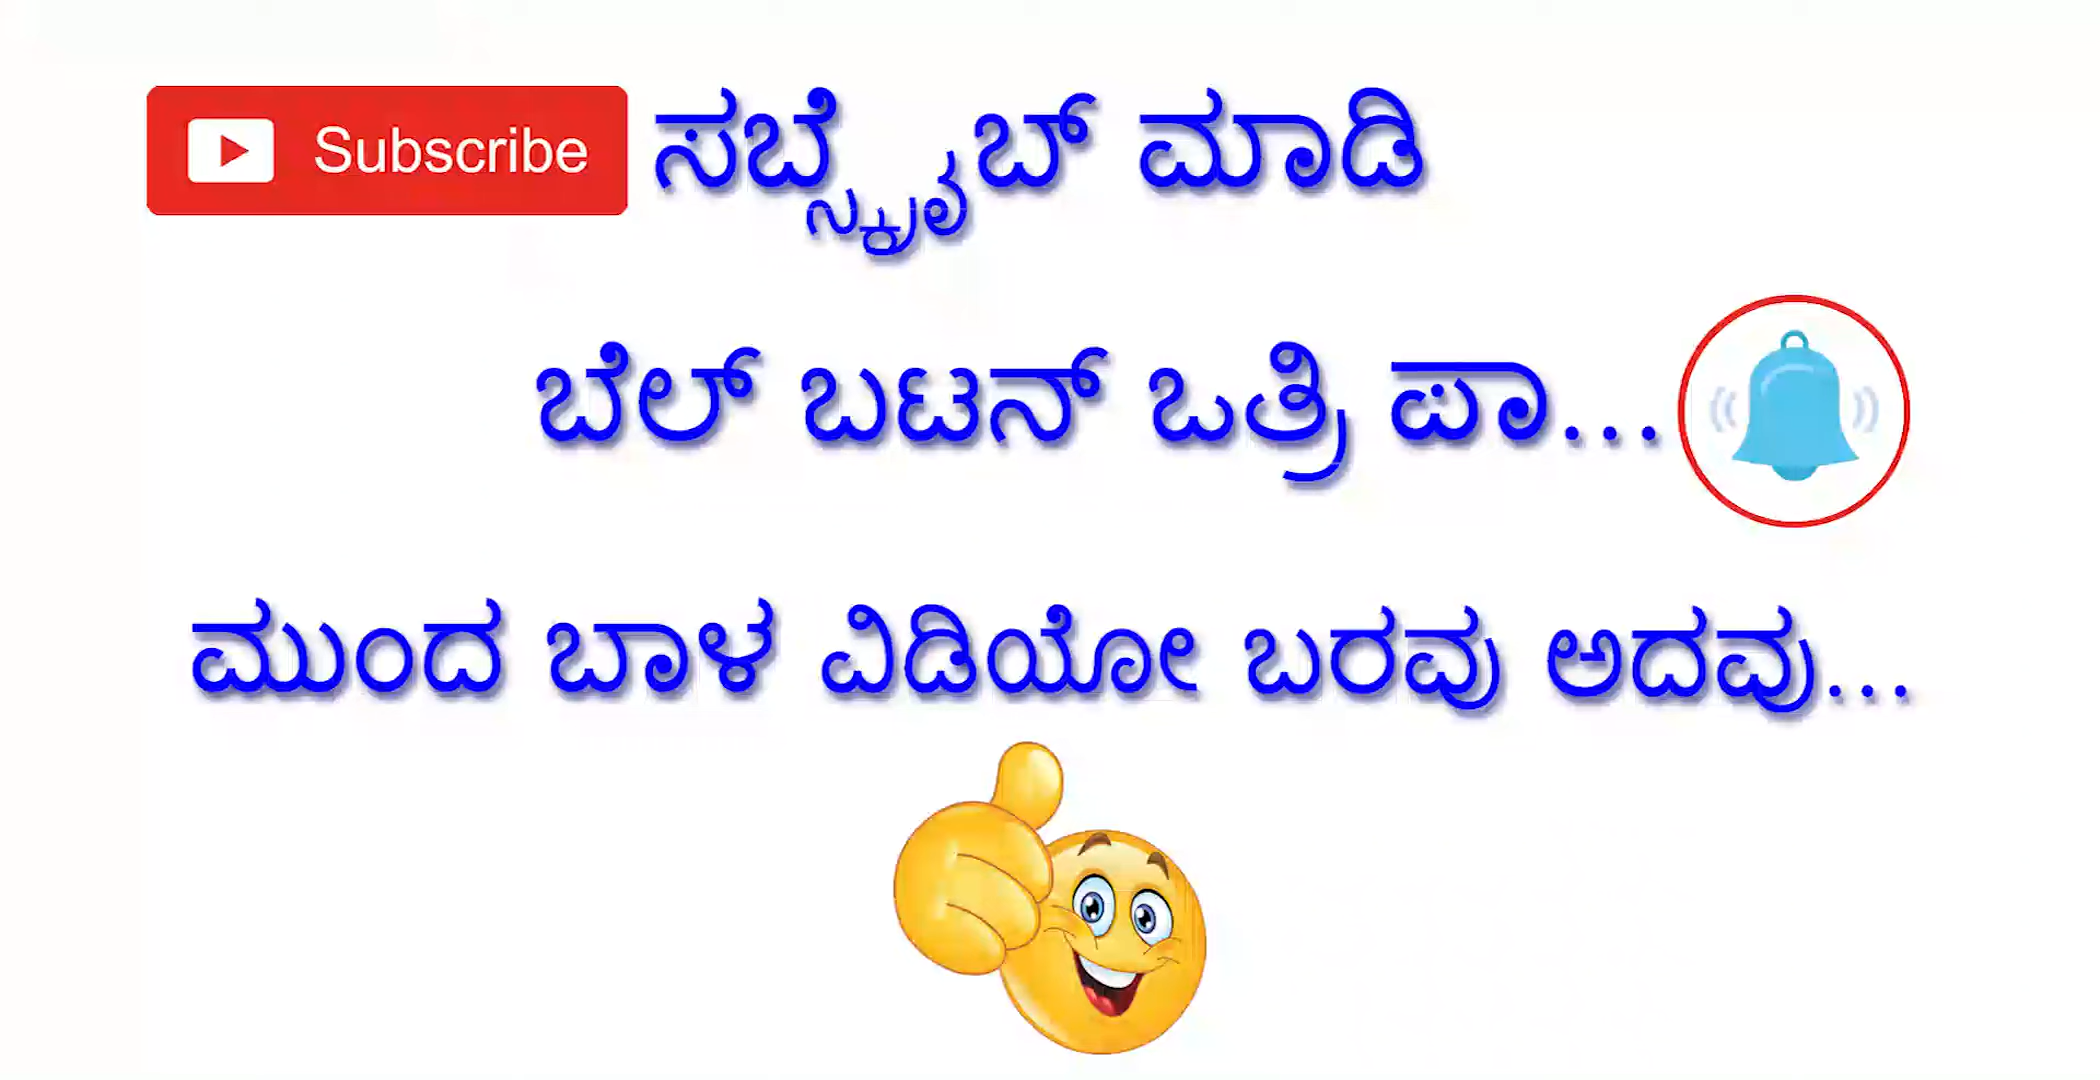 Subscribe ಸಬ್ಸ್ಕ್ರೈಬ್ ಮಾಡಿ
ಬೆಲ್ ಬಟನ್ ಒತ್ರಿ ಪಾ...
ಮುಂದ ಬಾಳ ವಿಡಿಯೋ ಬರವು ಅದವು...